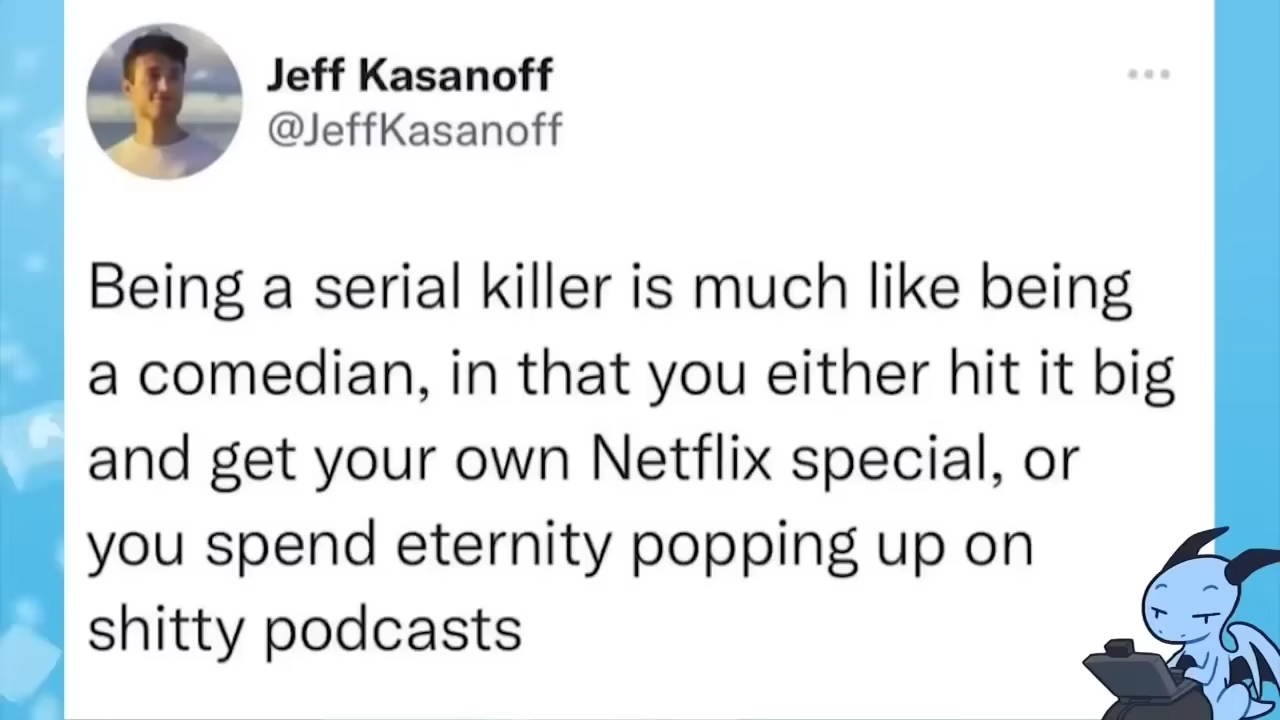 Jeff Kasanoff
@JeffKasanoff
Being a serial killer is much like being
a comedian, in that you either hit it big
and get your own Netflix special, or
you spend eternity popping up on
shitty podcasts